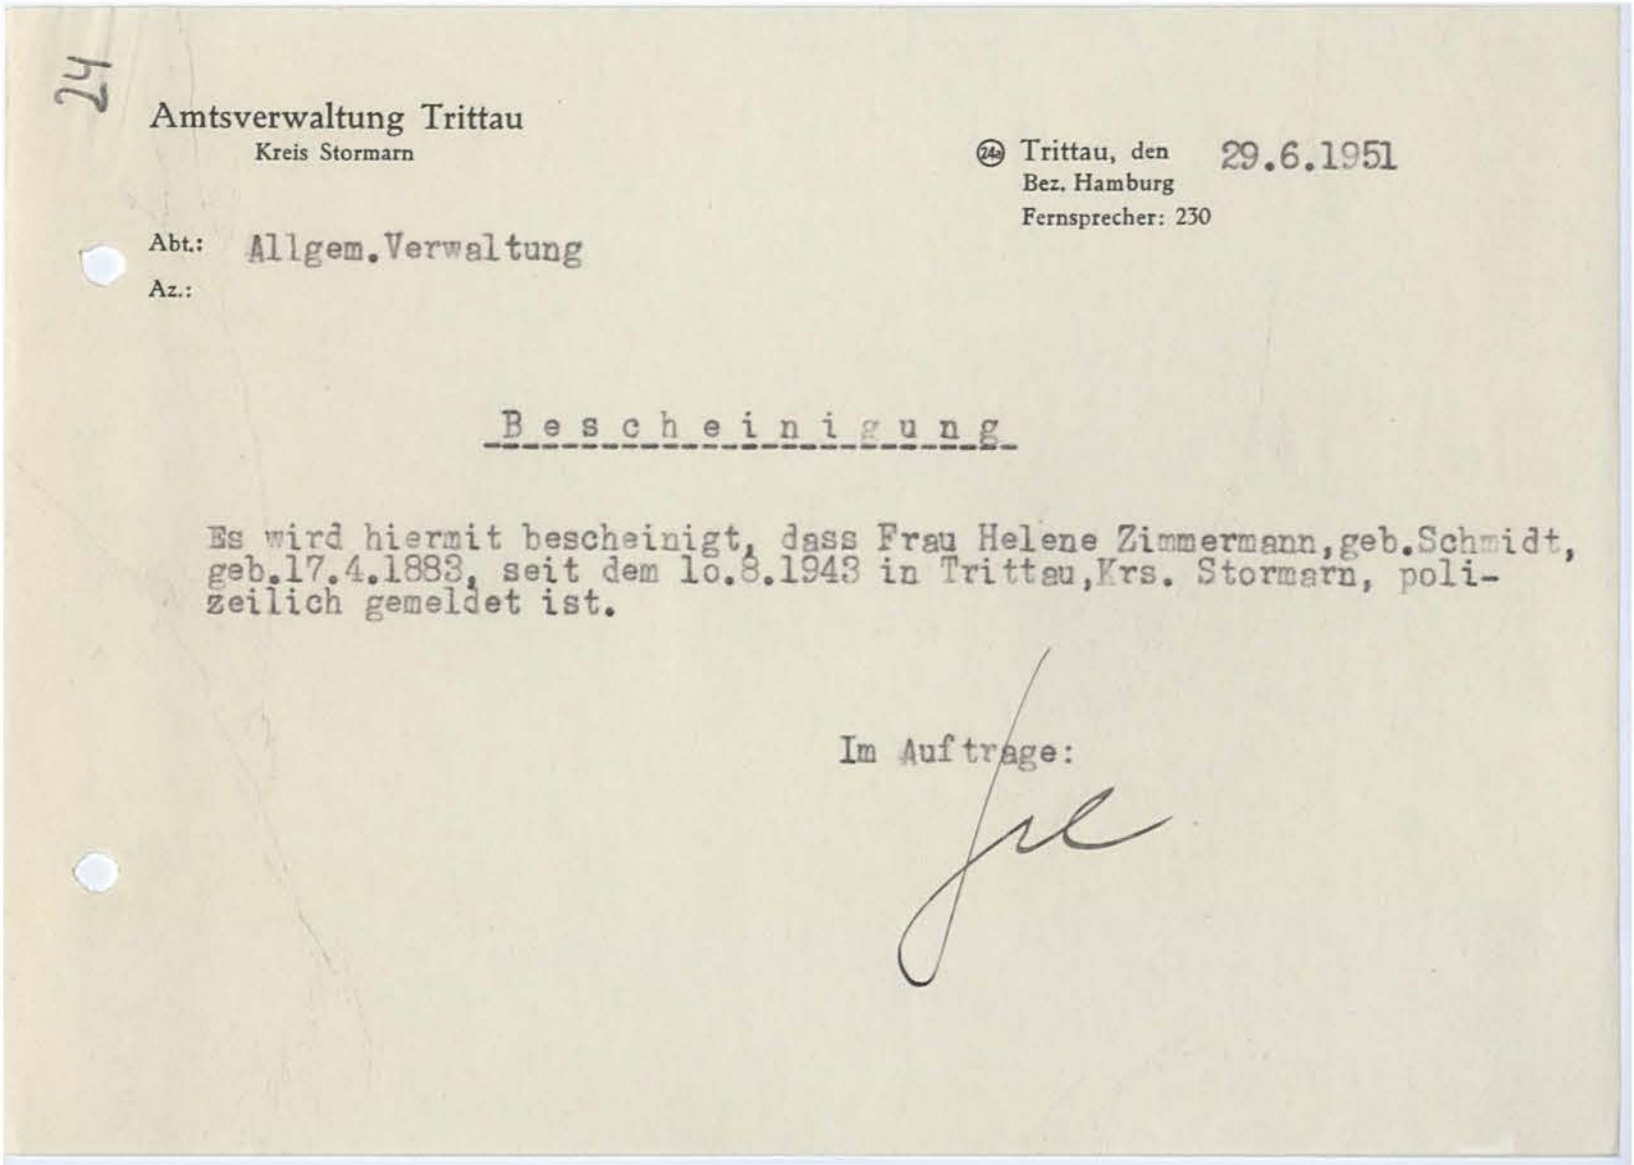 24
Amtsverwaltung Trittau
Kreis Stormarn
24a Trittau, den 29.6.1951
Bez. Hamburg
Fernsprecher: 230
Abt.: Allgem.Verwaltung
Az.:
Bescheinigung
Es wird hiermit bescheinigt, dass Frau Helene Zimmermann,geb.Schmidt,
geb.17.4.1883, seit dem 1o.8.1943 in Trittau,Krs. Stormarn, poli-
zeilich gemeldet ist.
Im Auftrage: